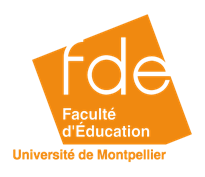 fde
Faculté
d'Éducation
Université de Montpellier